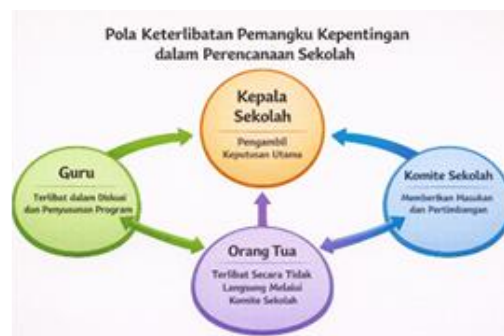 Pola Keterlibatan Pemangku Kepentingan
dalam Perencanaan Sekolah
Kepala
Sekolah
Pengambil
Keputusan Utama
Guru
Terlibat dalam Diskusi
dan Penyusunan Program
Komite Sekolah
Memberikan Masukan
dan Pertimbangan
Orang Tua
Terlibat Secara Tidak
Langsung Melalui
Komite Sekolah